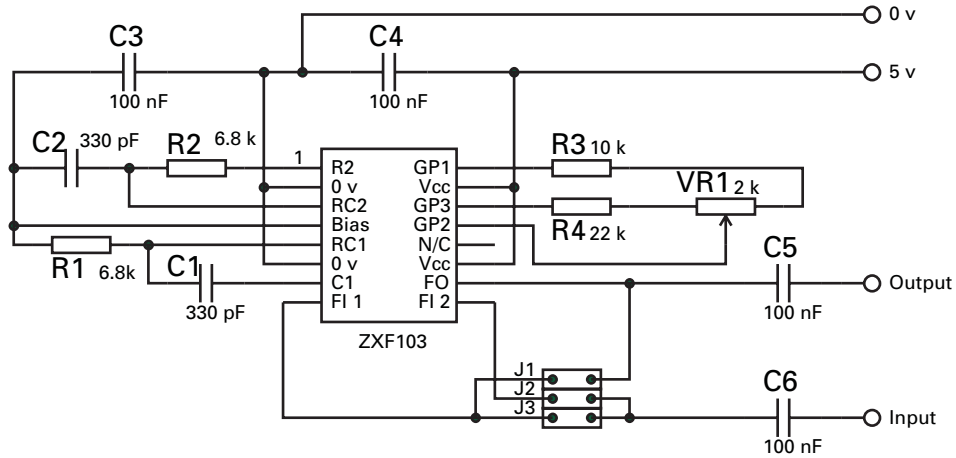 0 v
C3
C4
5 v
100 nF
100 nF
C2
330 pF
R2
6.8 k
R3
10 k
1
R2
GP1
0 v
Vcc
VR1
2 k
RC2
GP3
Bias
GP2
R4
22 k
RC1
N/C
C5
R1
6.8k
C1
0 v
Vcc
C1
FO
Output
330 pF
FI 1
FI 2
100 nF
ZXF103
J1
C6
J2
J3
Input
100 nF